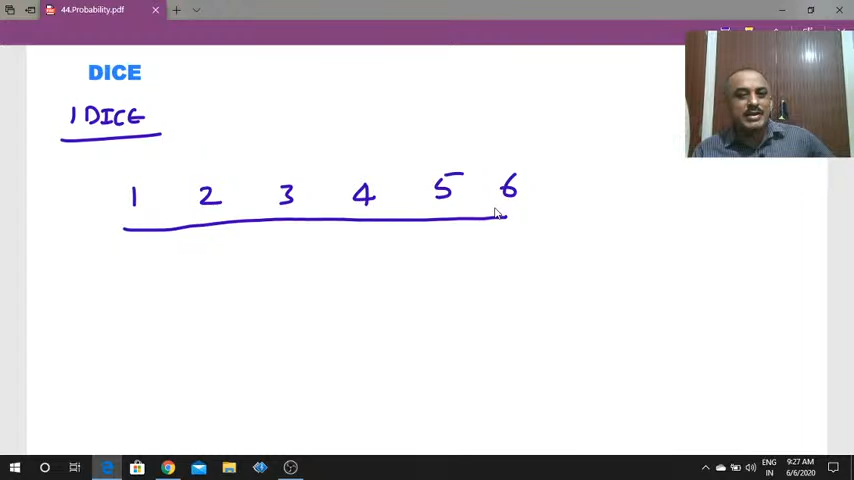 44.Probability.pdf
DICE
1 DICE
1 2 3 4 5 6
ENG
IN
9:27 AM
6/6/2020